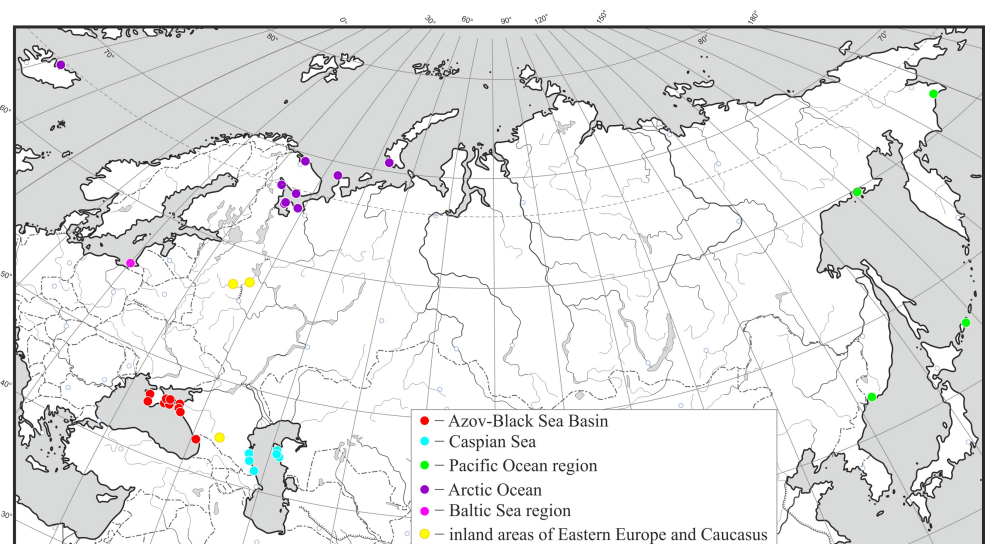 0°
30°
60°
90°
120°
150°
180°
80°
80°
70°
70°
60°
50°
40°
30°
– Azov-Black Sea Basin
– Caspian Sea
– Pacific Ocean region
– Arctic Ocean
– Baltic Sea region
– inland areas of Eastern Europe and Caucasus